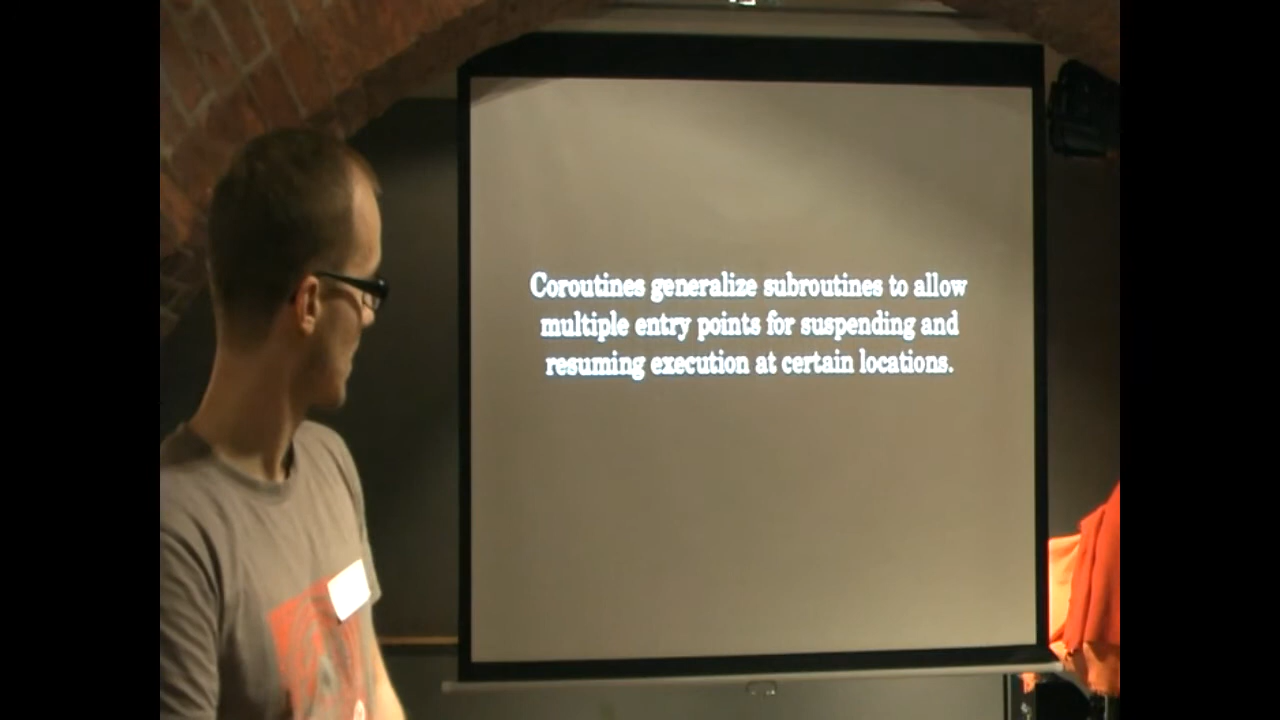 Coroutines generalize subroutines to allow
multiple entry points for suspending and
resuming execution at certain locations.